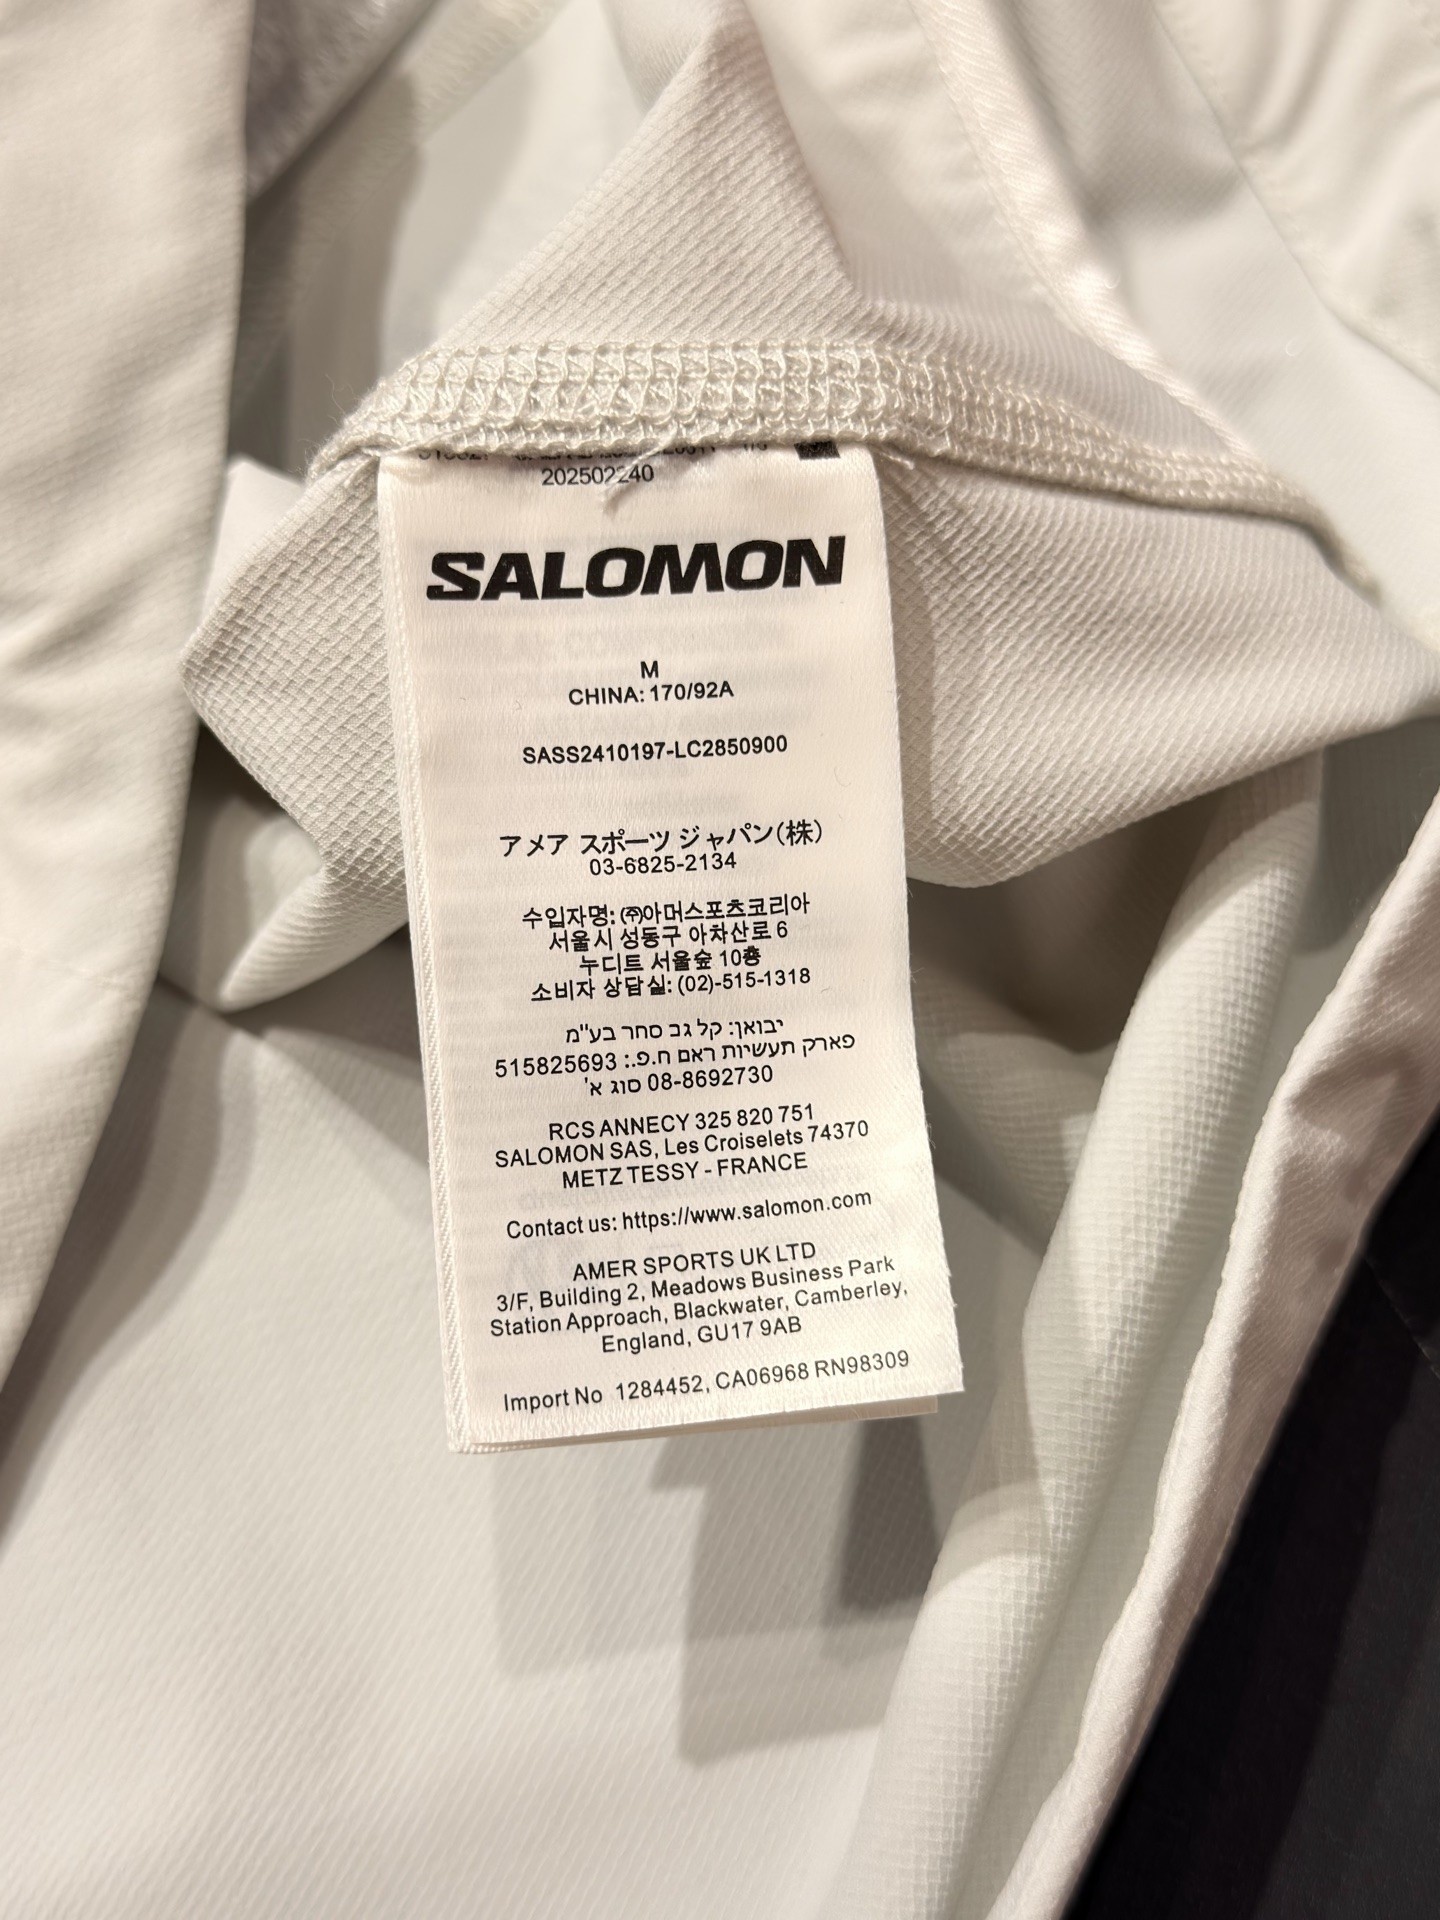 202502240
SALOMON
M
CHINA: 170/92A
SASS2410197-LC2850900
アメア スポーツ ジャパン(株)
03-6825-2134
수입자명: ㈜아머스포츠코리아
서울시 성동구 아차산로 6
누디트 서울숲 10층
소비자 상담실: (02)-515-1318
יבואן: קל גב סחר בע"מ
פארק תעשיות ראם ח.פ.: 515825693
08-8692730 סוג א'
RCS ANNECY 325 820 751
SALOMON SAS, Les Croiselets 74370
METZ TESSY - FRANCE
Contact us: https://www.salomon.com
AMER SPORTS UK LTD
3/F, Building 2, Meadows Business Park
Station Approach, Blackwater, Camberley,
England, GU17 9AB
Import No 1284452, CA06968 RN98309